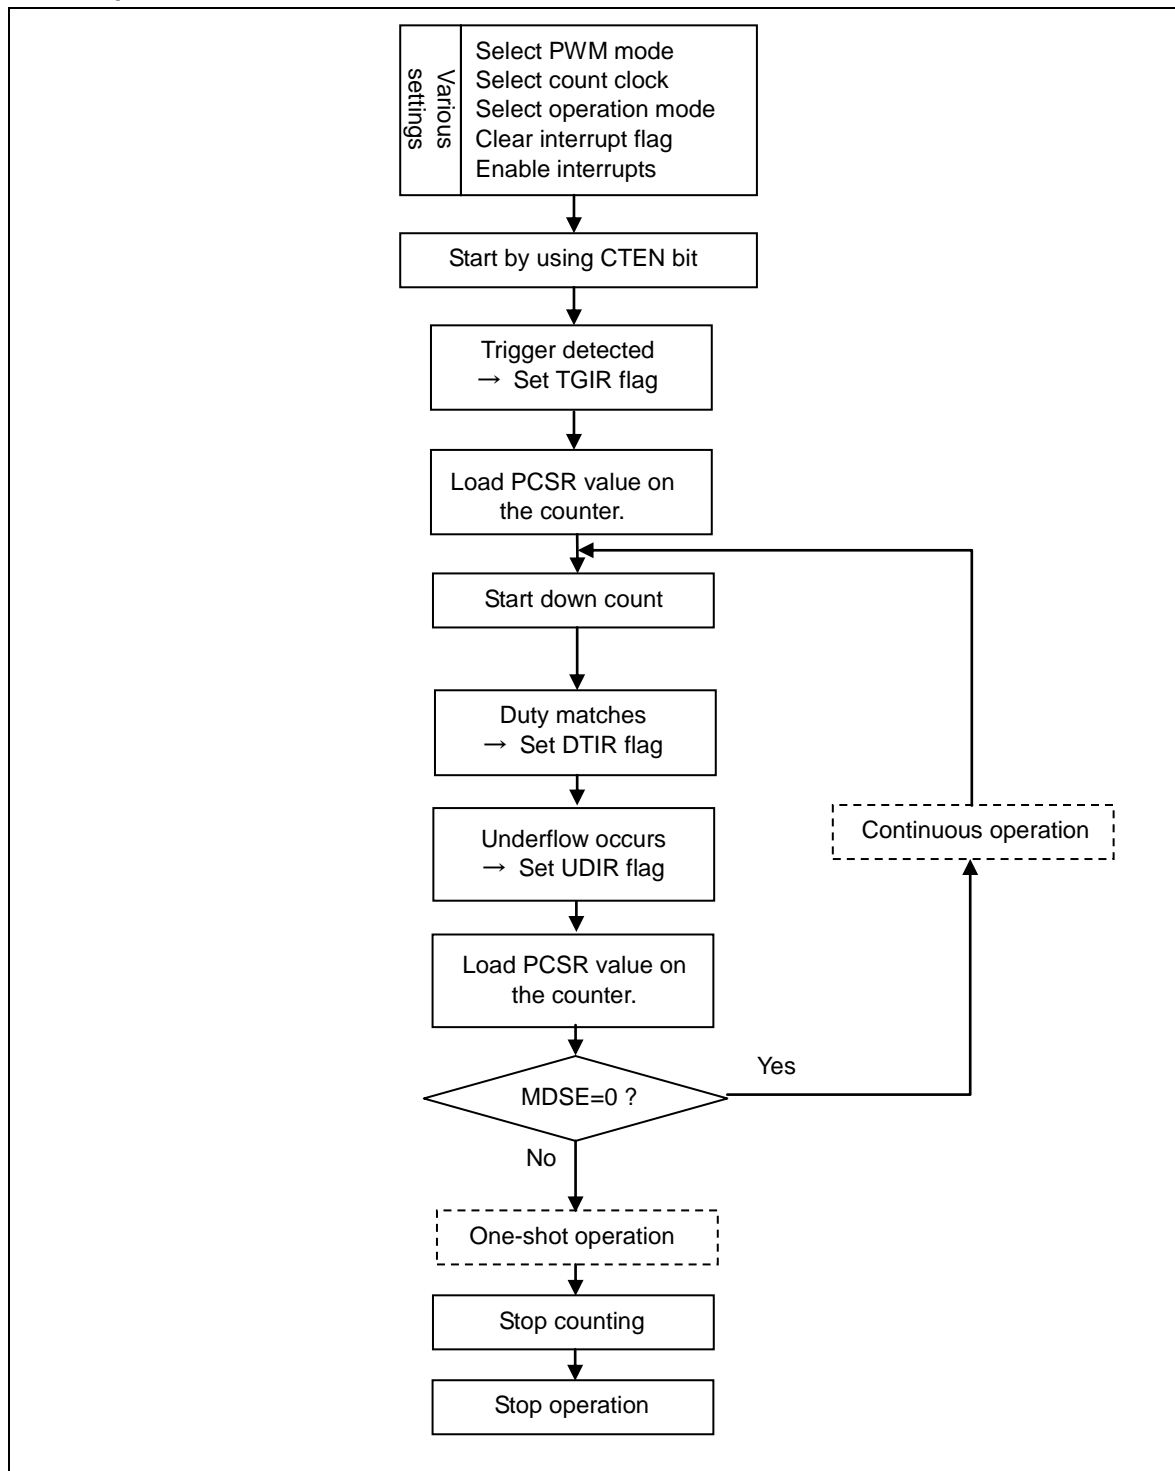 Various
settings
Select PWM mode
Select count clock
Select operation mode
Clear interrupt flag
Enable interrupts
Start by using CTEN bit
Trigger detected
→ Set TGIR flag
Load PCSR value on
the counter.
Start down count
Duty matches
→ Set DTIR flag
Underflow occurs
→ Set UDIR flag
Continuous operation
Load PCSR value on
the counter.
Yes
MDSE=0 ?
No
One-shot operation
Stop counting
Stop operation